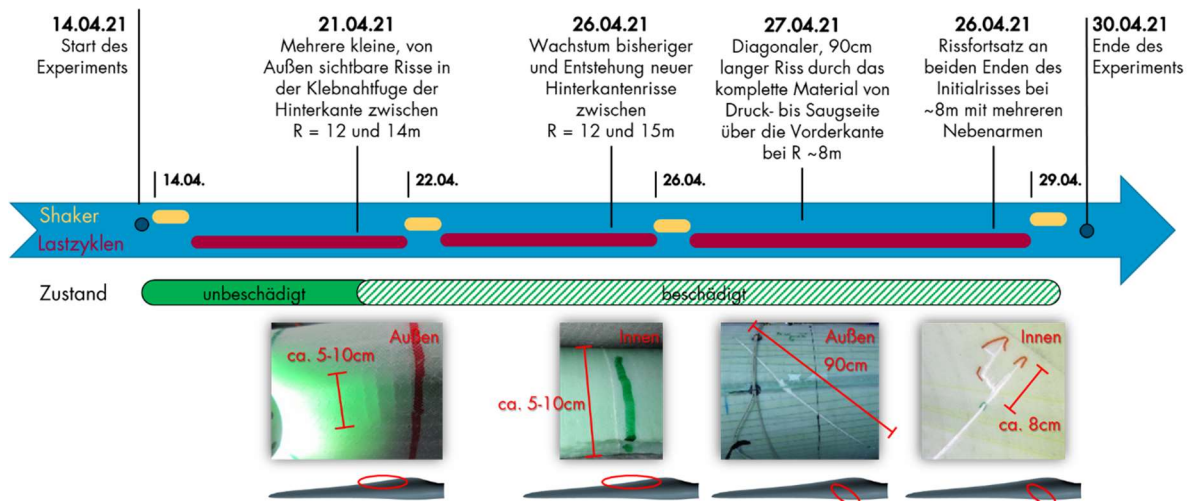 14.04.21
Start des
Experiments
21.04.21
Mehrere kleine, von
Außen sichtbare Risse in
der Klebnahtfuge der
Hinterkante zwischen
R = 12 und 14m
26.04.21
Wachstum bisheriger
und Entstehung neuer
Hinterkantenrisse
zwischen
R = 12 und 15m
27.04.21
Diagonaler, 90cm
langer Riss durch das
komplette Material von
Druck- bis Saugseite
über die Vorderkante
bei R ~8m
26.04.21
Rissfortsatz an
beiden Enden des
Initialrisses bei
~8m mit mehreren
Nebenarmen
30.04.21
Ende des
Experiments
14.04.
22.04.
26.04.
29.04.
Shaker
Lastzyklen
Zustand
unbeschädigt
beschädigt
Außen
ca. 5-10cm
Innen
ca. 5-10cm
Außen
90cm
Innen
ca. 8cm